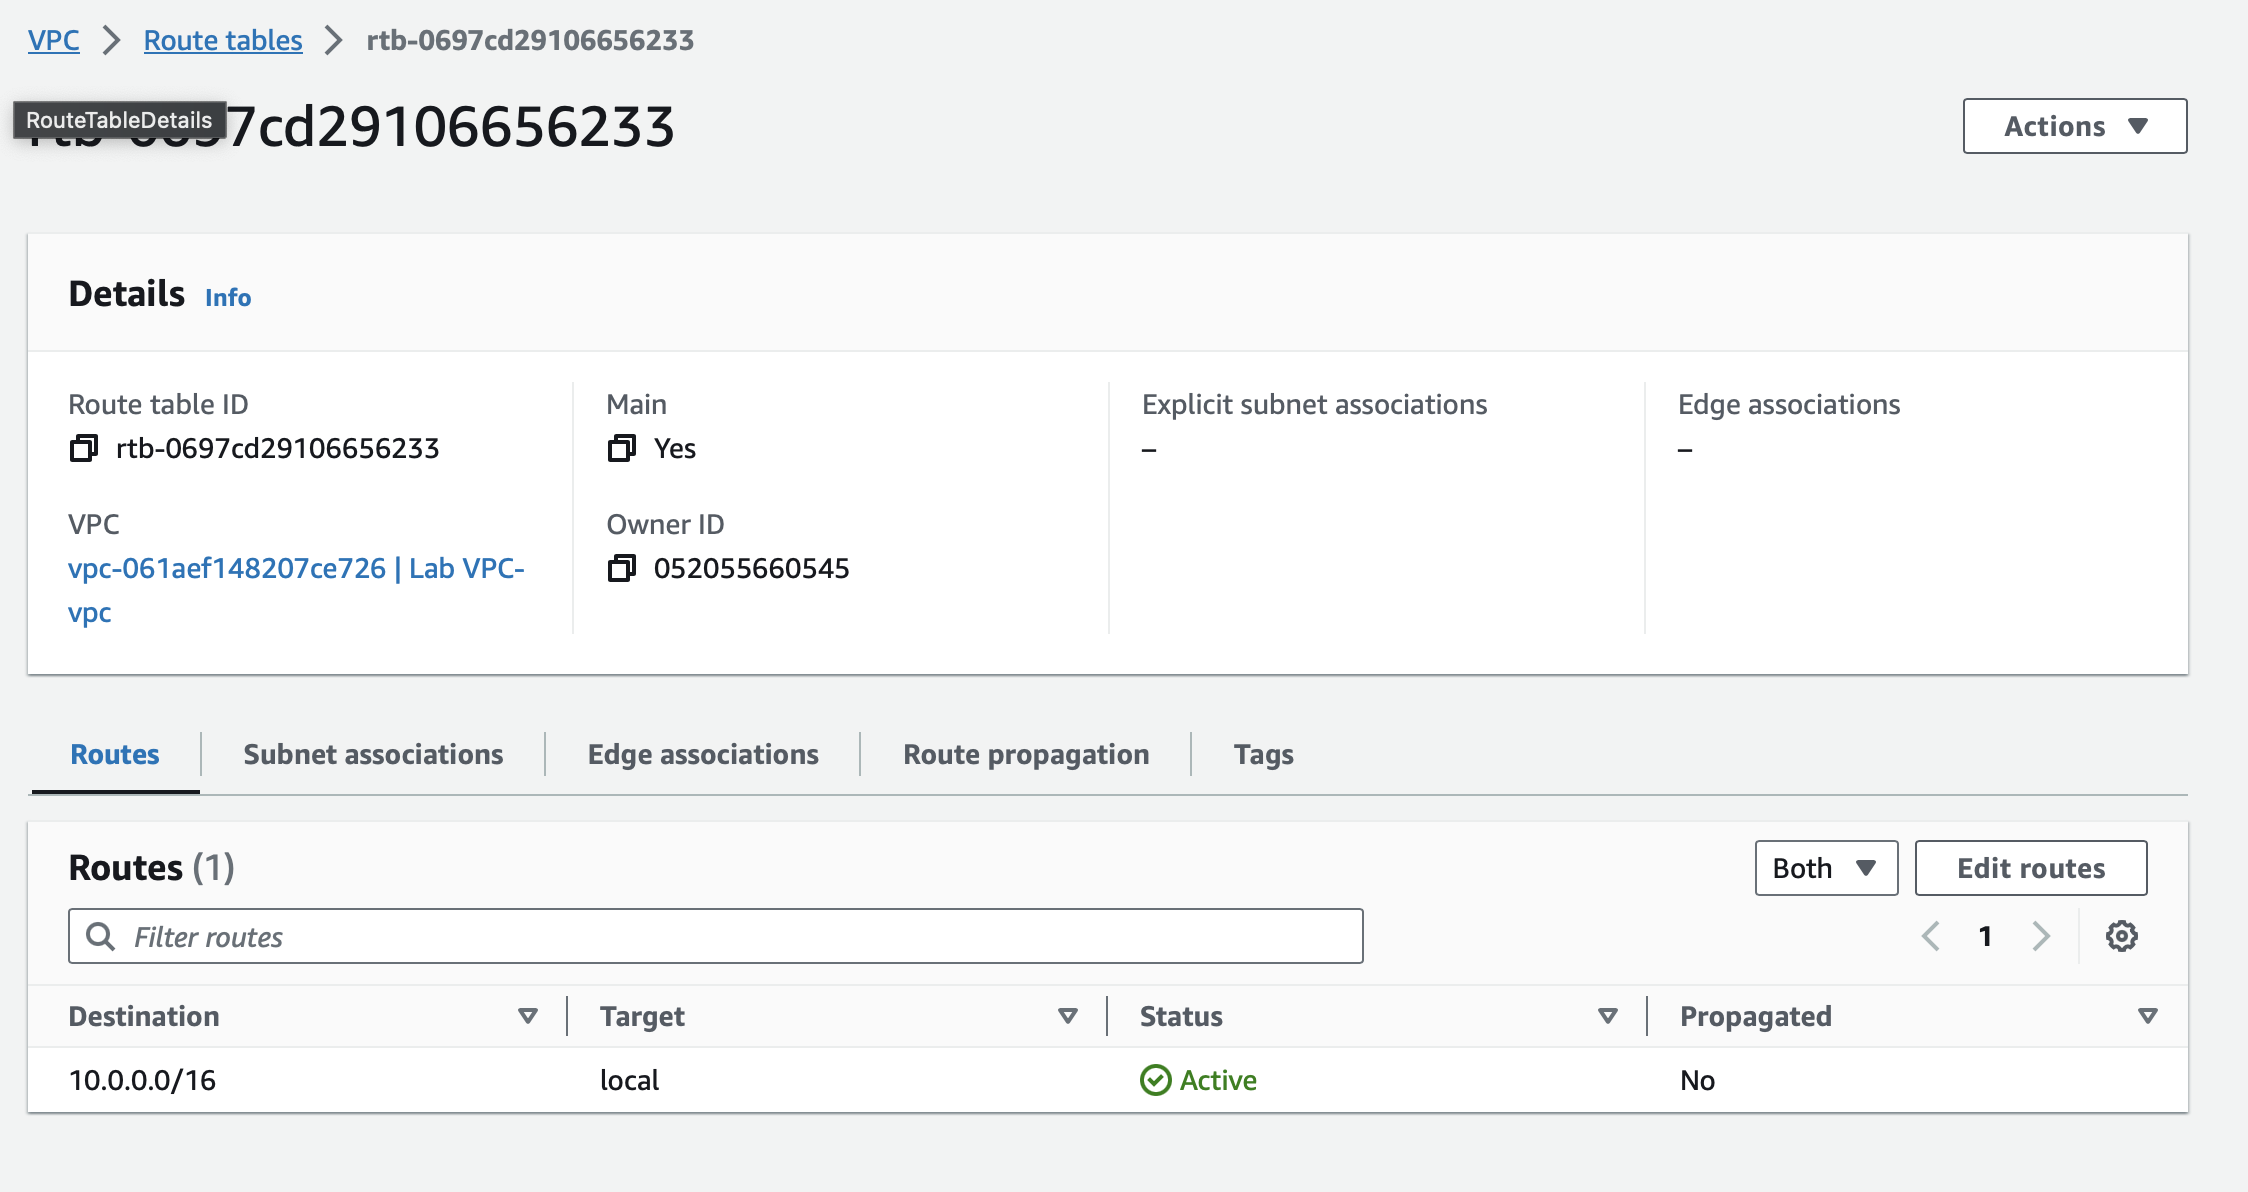 VPC > Route tables > rtb-0697cd29106656233
RouteTableDetails
rtb-0697cd29106656233
Actions
Details Info
Route table ID
rtb-0697cd29106656233
Main
Yes
Explicit subnet associations
–
Edge associations
–
VPC
vpc-061aef148207ce726 | Lab VPC-
vpc
Owner ID
052055660545
Routes Subnet associations Edge associations Route propagation Tags
Routes (1)
Both
Edit routes
Filter routes
1
Destination Target Status Propagated
10.0.0.0/16 local Active No